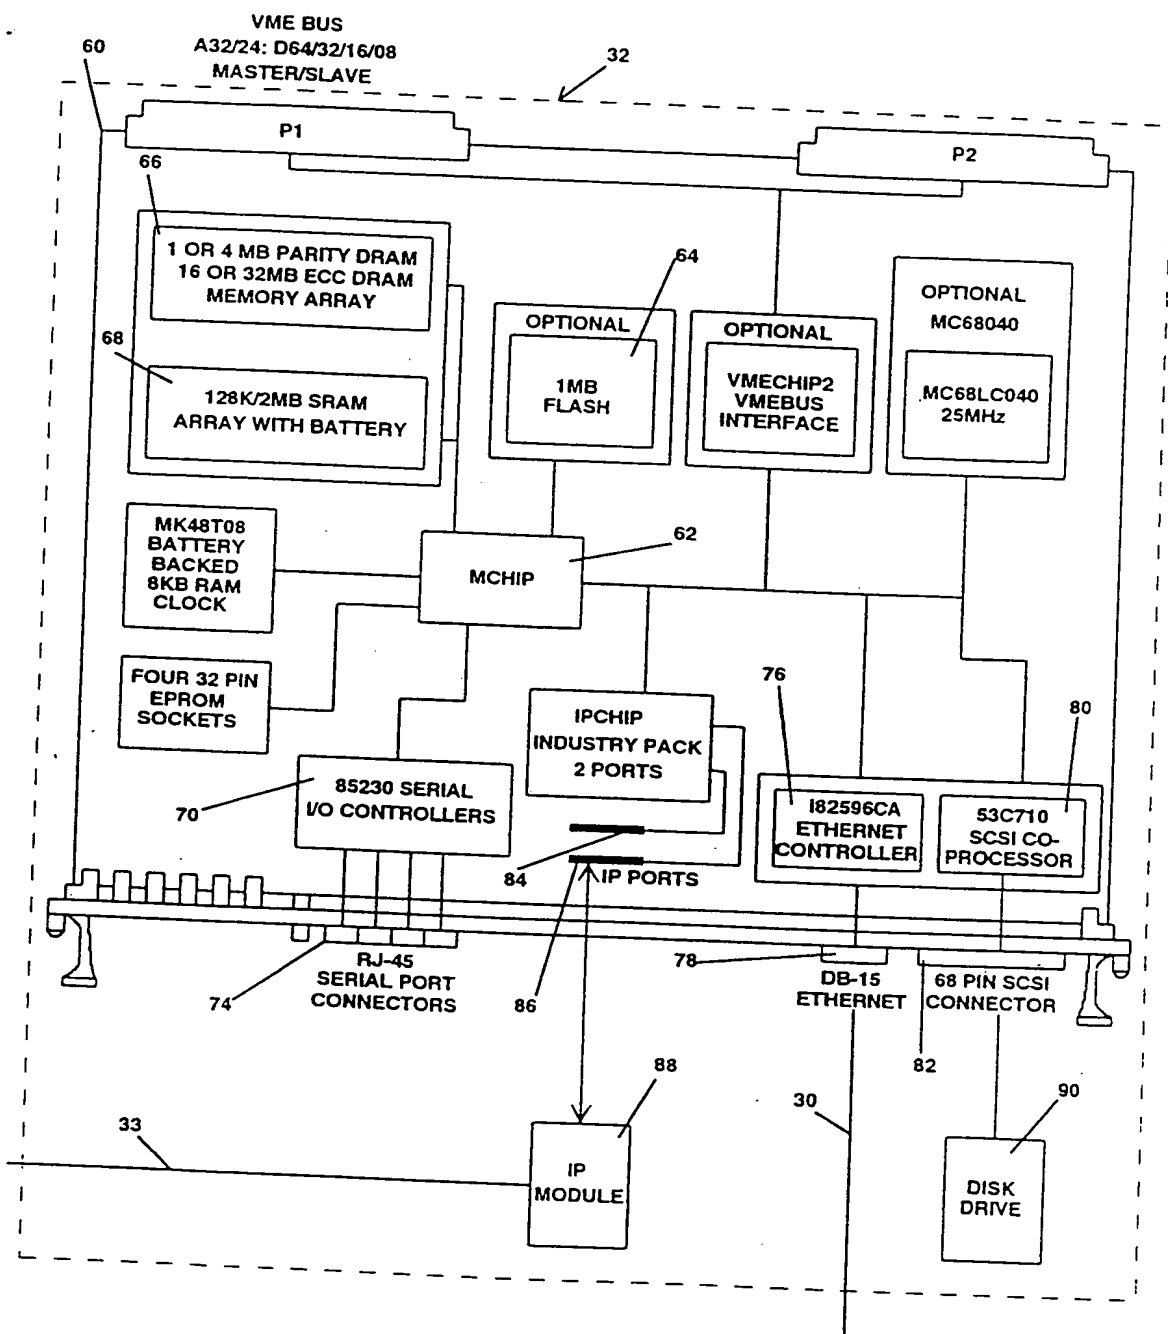 VME BUS
A32/24: D64/32/16/08
MASTER/SLAVE
60
32
P1
P2
66
1 OR 4 MB PARITY DRAM
16 OR 32MB ECC DRAM
MEMORY ARRAY
68
128K/2MB SRAM
ARRAY WITH BATTERY
64
OPTIONAL
1MB
FLASH
OPTIONAL
VMECHIP2
VMEBUS
INTERFACE
OPTIONAL
MC68040
MC68LC040
25MHz
MK48T08
BATTERY
BACKED
8KB RAM
CLOCK
62
MCHIP
FOUR 32 PIN
EPROM
SOCKETS
IPCHIP
INDUSTRY PACK
2 PORTS
76
80
70
85230 SERIAL
I/O CONTROLLERS
I82596CA
ETHERNET
CONTROLLER
53C710
SCSI CO-
PROCESSOR
84
IP PORTS
74
RJ-45
SERIAL PORT
CONNECTORS
86
78
DB-15
ETHERNET
68 PIN SCSI
CONNECTOR
82
88
30
90
33
IP
MODULE
DISK
DRIVE